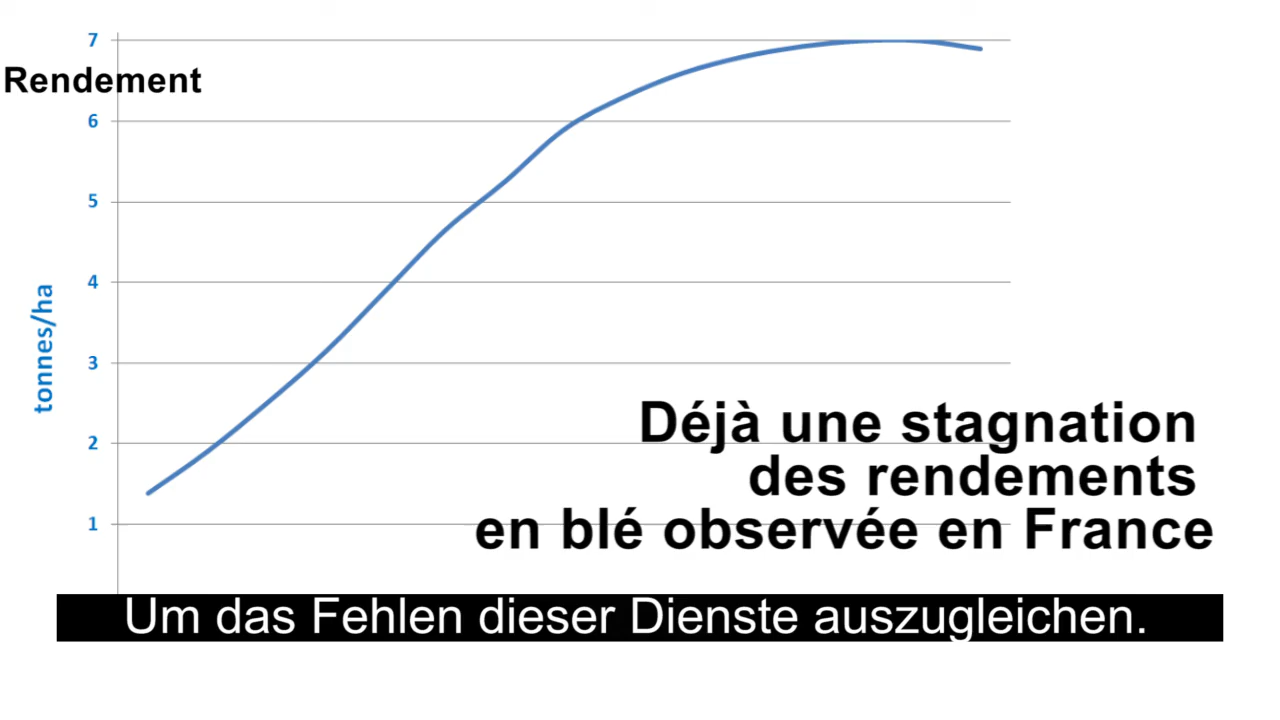 7
Rendement
6
5
4
tonnes/ha
3
2
1
Déjà une stagnation
des rendements
en blé observée en France
Um das Fehlen dieser Dienste auszugleichen.